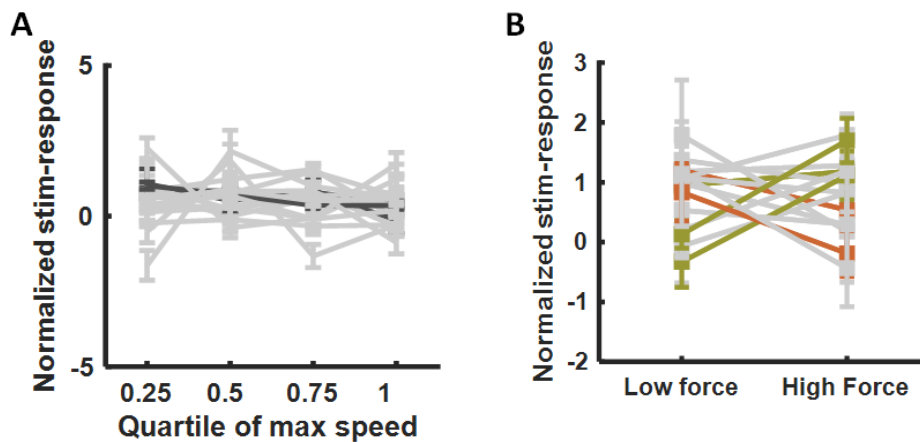 A
Normalized stim-response
5
0
-5
0.25 0.5 0.75 1
Quartile of max speed
B
Normalized stim-response
3
2
1
0
-1
-2
Low force High Force